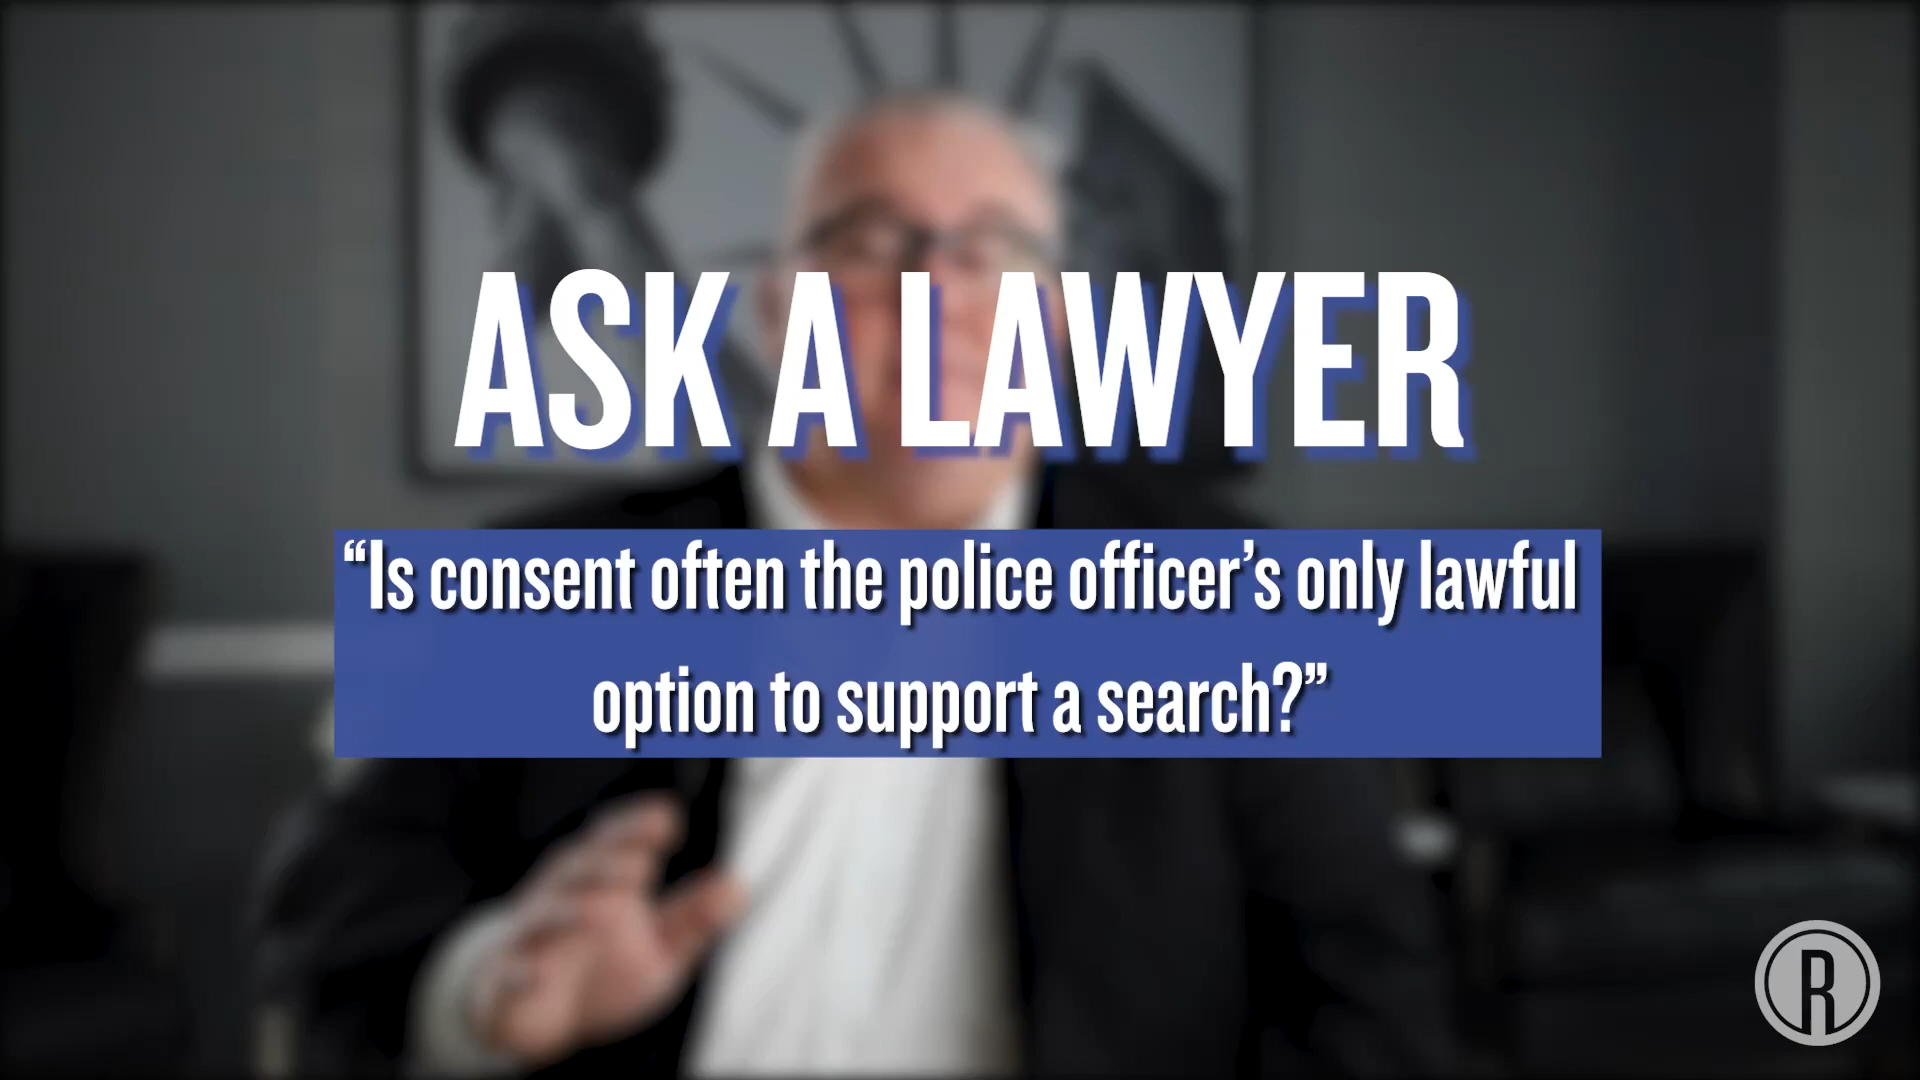 ASK A LAWYER
“Is consent often the police officer’s only lawful
option to support a search?”
R